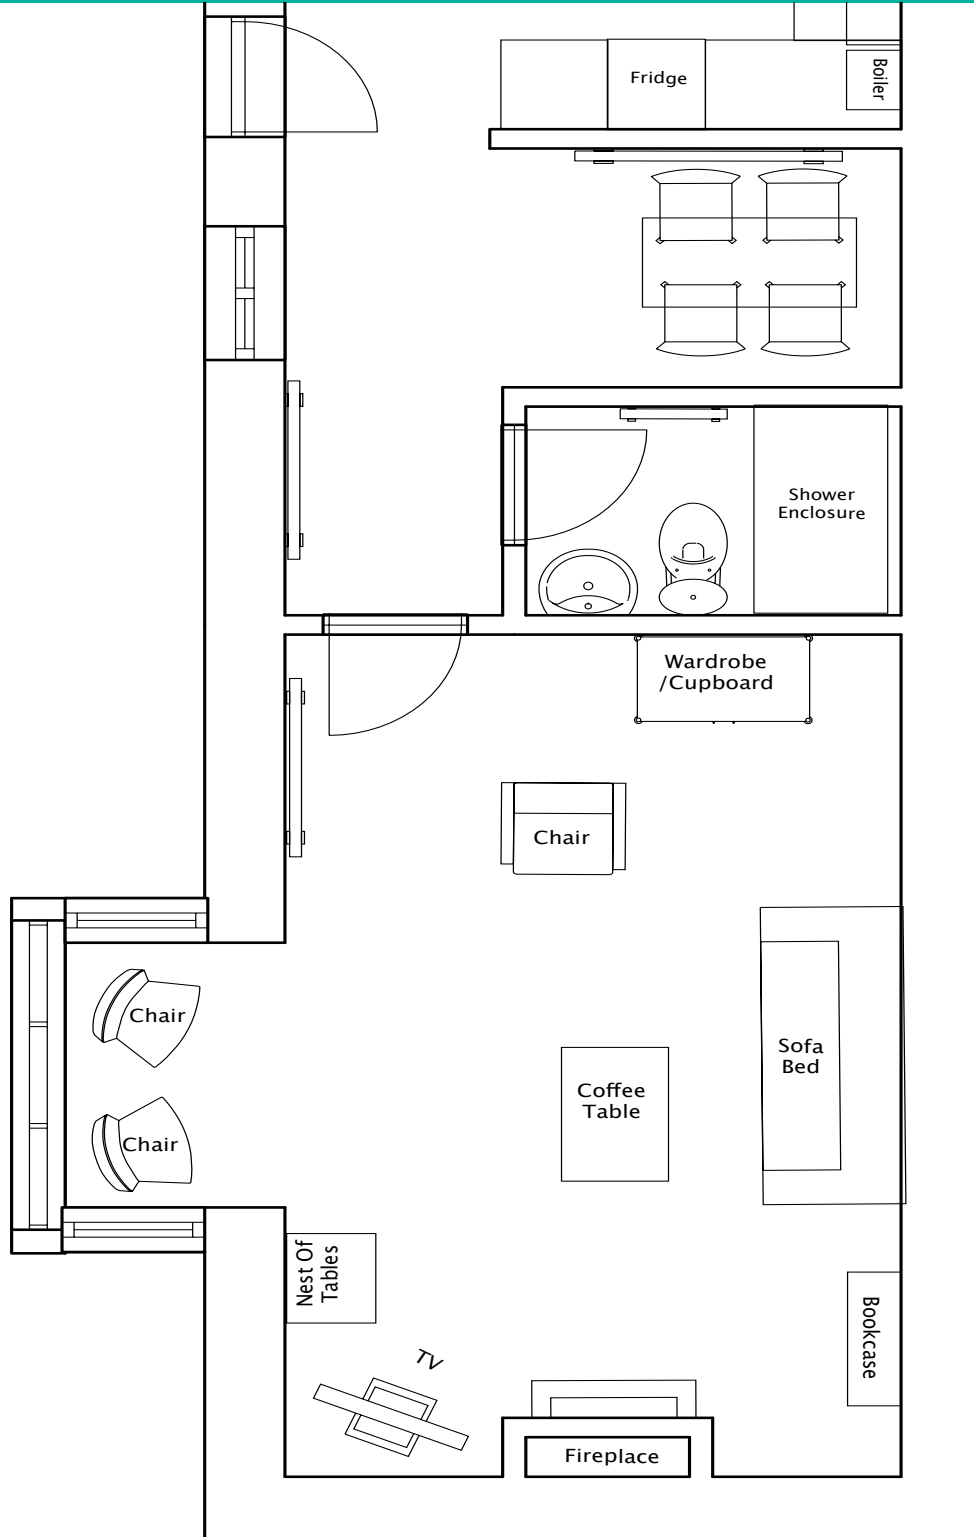 Fridge
Boiler
Shower
Enclosure
Wardrobe
/Cupboard
Chair
Chair
Sofa
Bed
Coffee
Table
Chair
Nest Of
Tables
Bookcase
TV
Fireplace